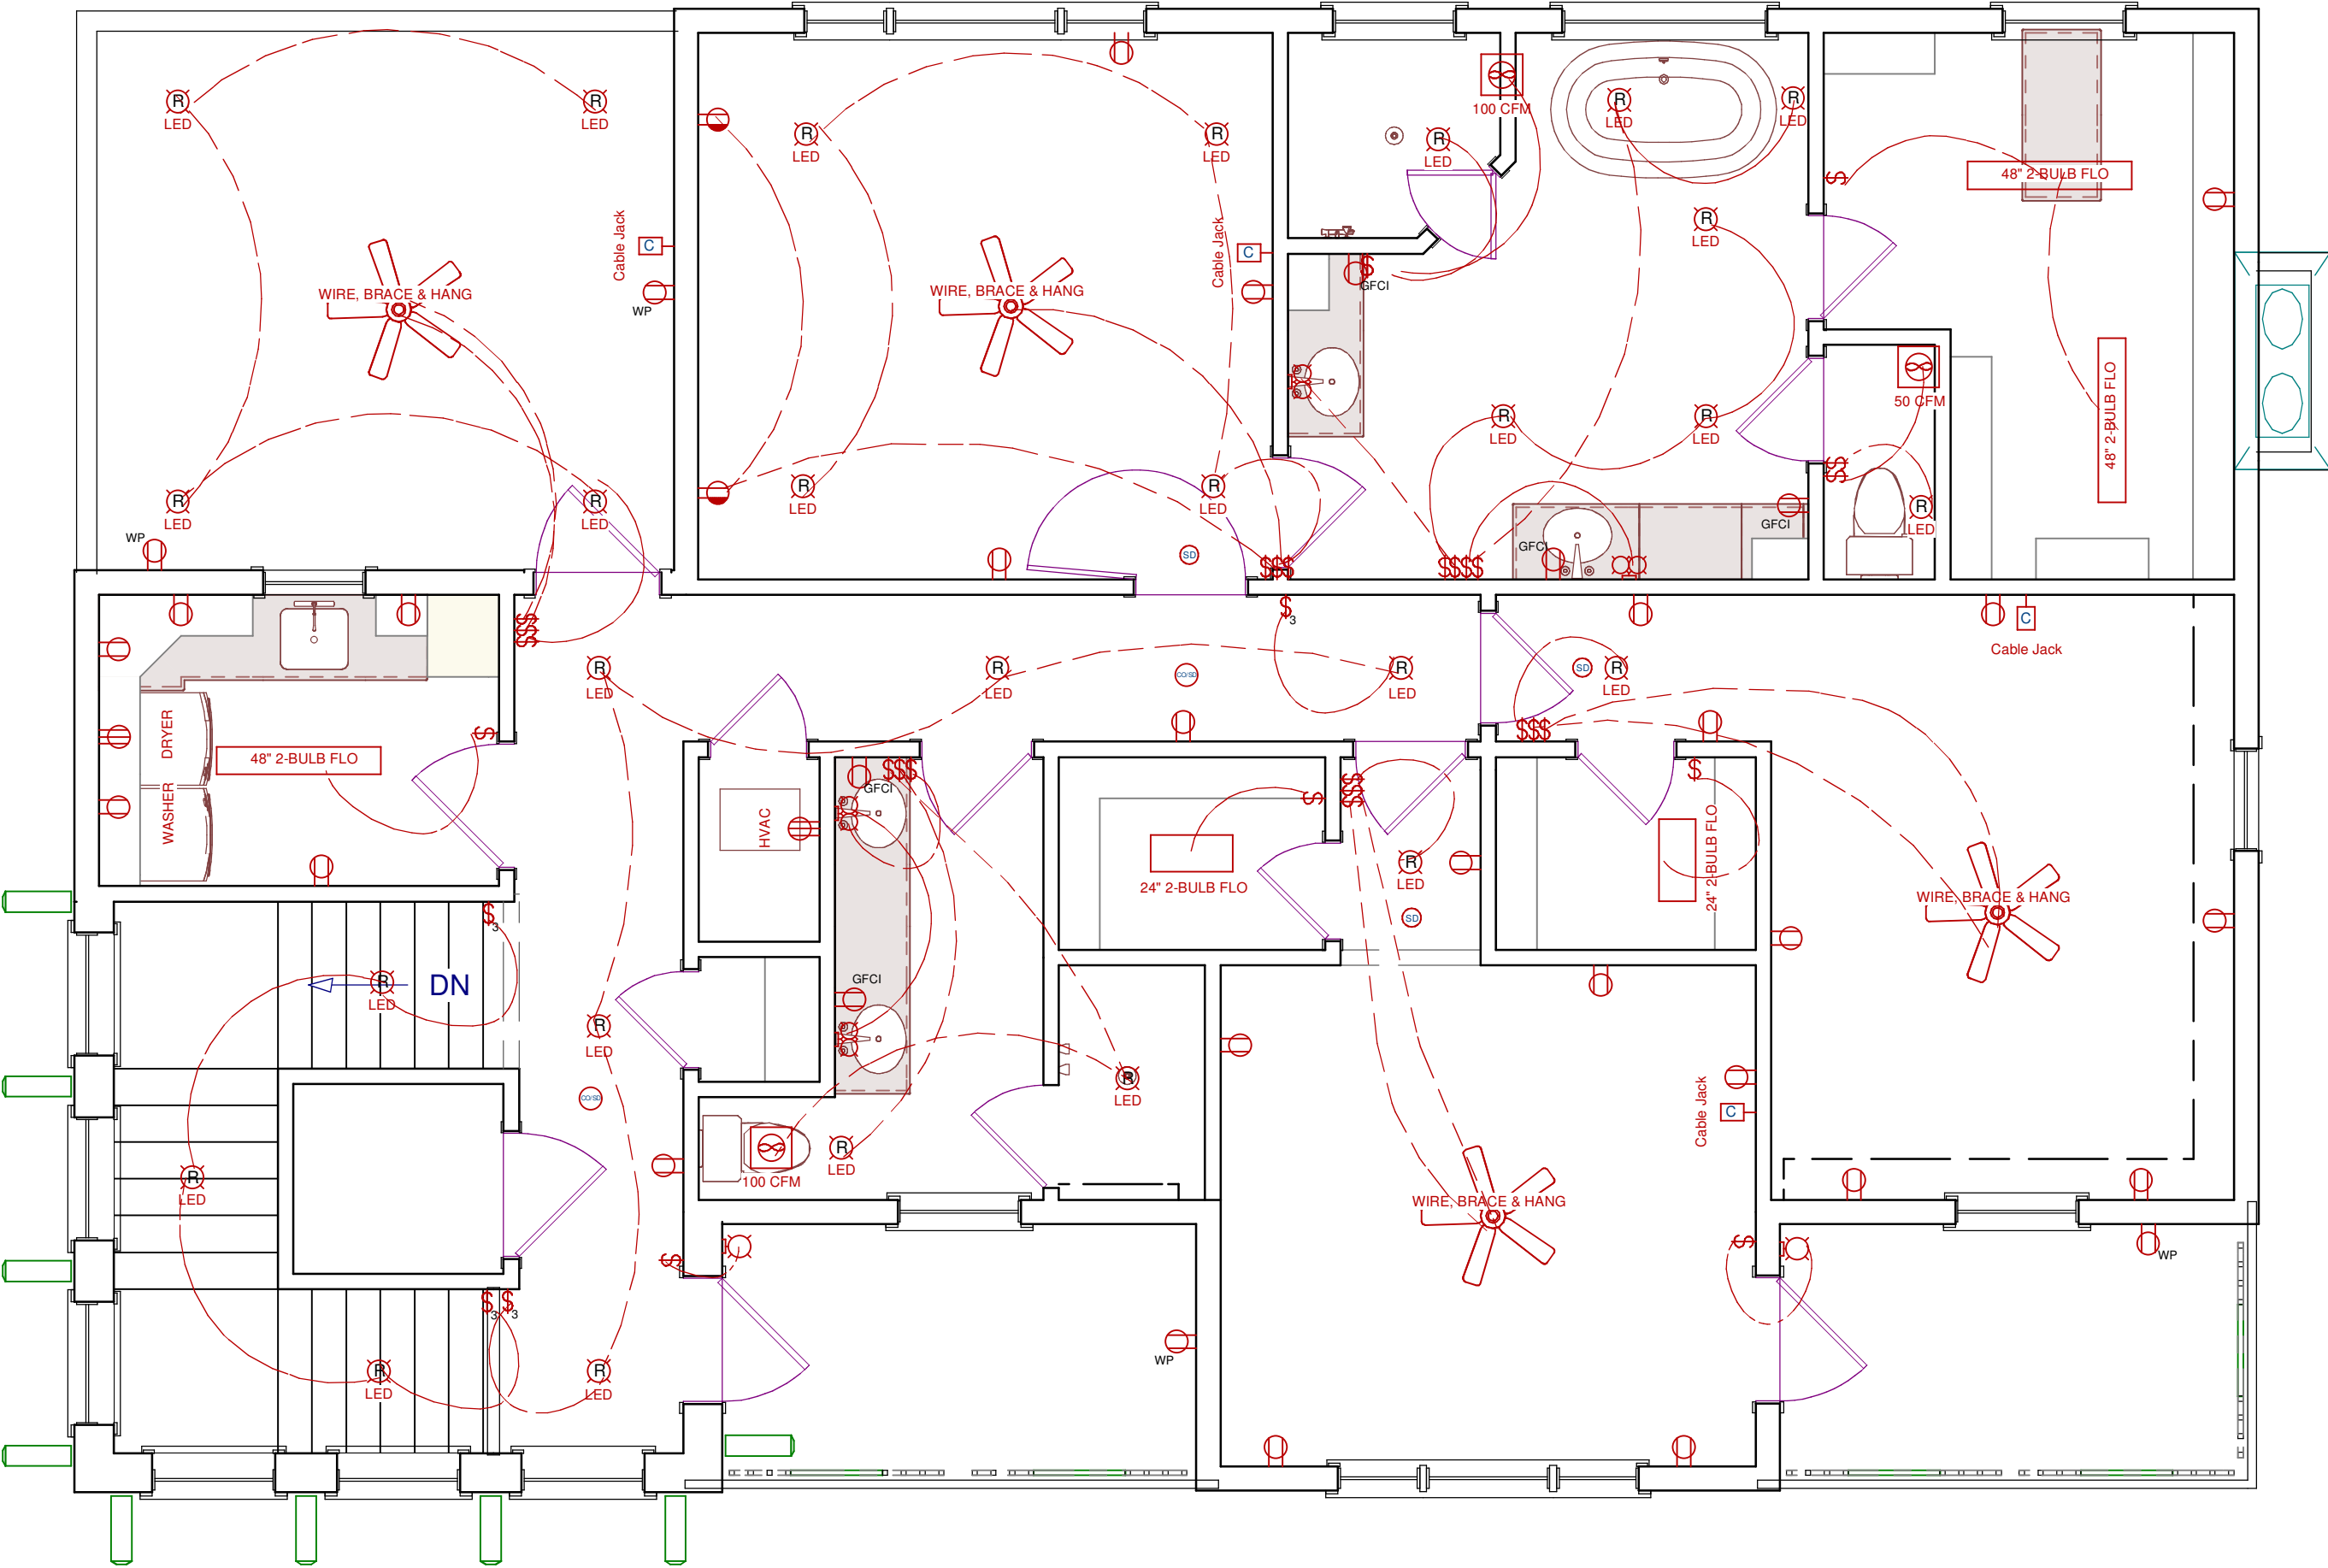 100 CFM
R
LED
R
LED
R
LED
R
LED
R
LED
R
LED
R
LED
48" 2-BULB FLO
R
LED
Cable Jack
C
WP
Cable Jack
C
WIRE, BRACE & HANG
WIRE, BRACE & HANG
GFCI
50 CFM
48" 2-BULB FLO
R
LED
R
LED
R
LED
R
LED
R
LED
R
LED
R
LED
WP
GFCI
GFCI
SD
$$$
$$$$
$
$
$$
$$$
$3
C
Cable Jack
R
LED
R
LED
R
LED
CO/SD
SD
R
LED
$$$
$
DRYER
WASHER
48" 2-BULB FLO
HVAC
GFCI
$$$
$
24" 2-BULB FLO
$$$
R
LED
SD
$
24" 2-BULB FLO
WIRE, BRACE & HANG
$3
R
LED
DN
GFCI
R
LED
CO/SD
R
LED
Cable Jack
C
R
LED
R
LED
100 CFM
WIRE, BRACE & HANG
$
$
WP
$3
$3
R
LED
R
LED
WP